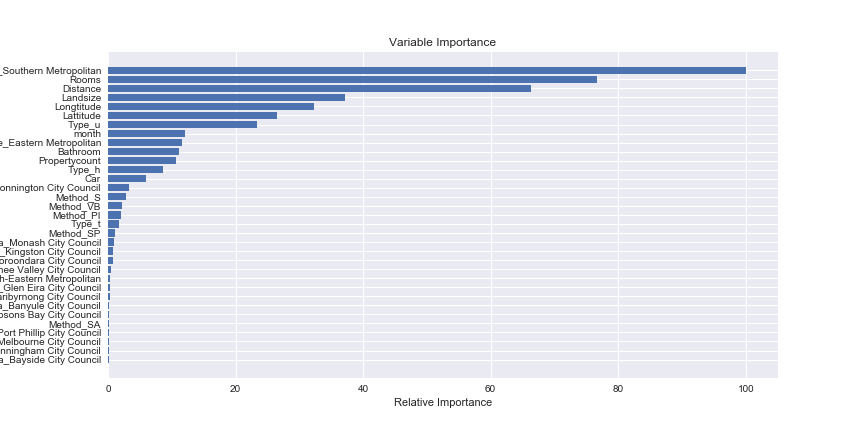 Variable Importance
_Southern Metropolitan
Rooms
Distance
Landsize
Longtitude
Lattitude
Type_u
month
e_Eastern Metropolitan
Bathroom
Propertycount
Type_h
Car
onnington City Council
Method_S
Method_VB
Method_PI
Type_t
Method_SP
a_Monash City Council
_Kingston City Council
oroondara City Council
nee Valley City Council
h-Eastern Metropolitan
_Glen Eira City Council
aribyrnong City Council
a_Banyule City Council
bsons Bay City Council
Method_SA
Port Phillip City Council
Melbourne City Council
nningham City Council
a_Bayside City Council
0 20 40 60 80 100
Relative Importance